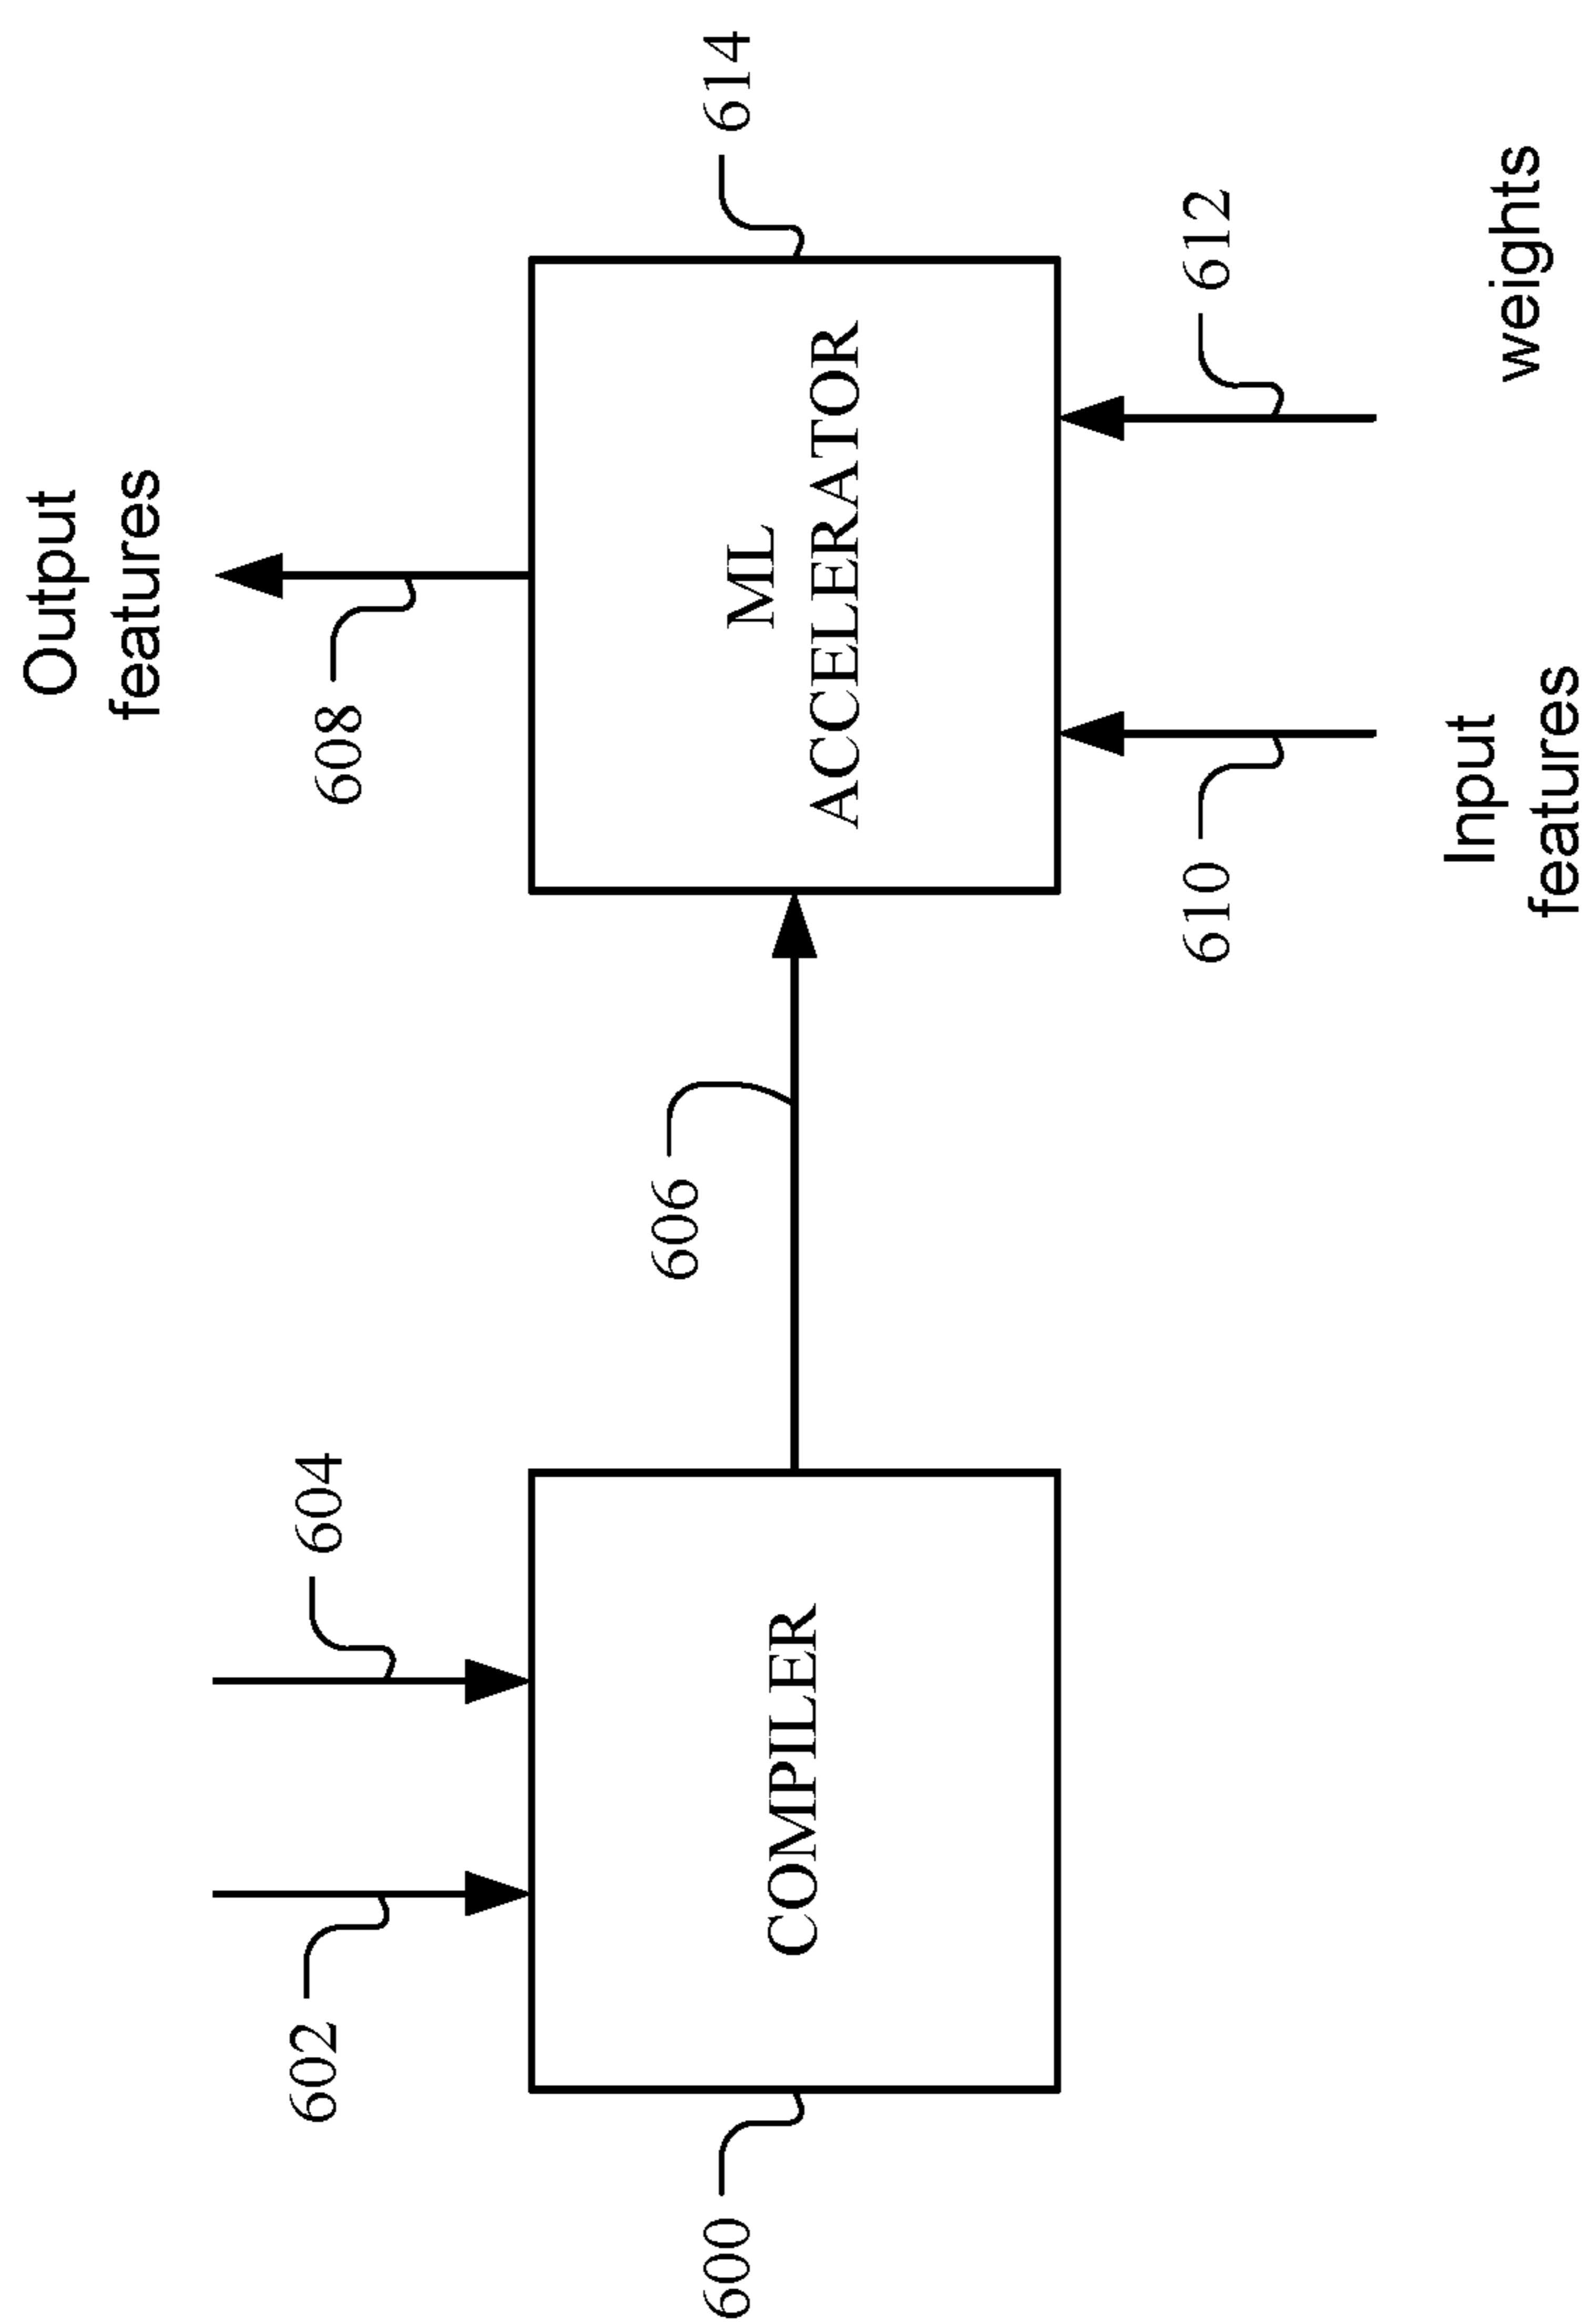 Output
features
602
604
608
614
606
600
COMPILER
ML
ACCELERATOR
610
612
Input
features
weights